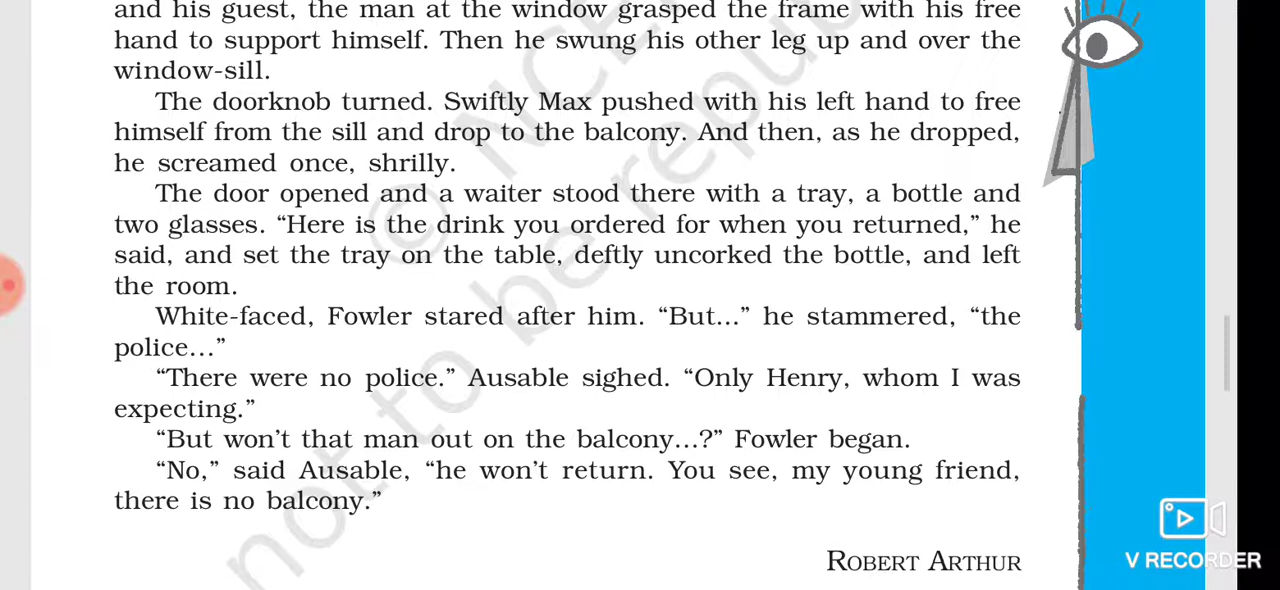 and his guest, the man at the window grasped the frame with his free
hand to support himself. Then he swung his other leg up and over the
window-sill.
The doorknob turned. Swiftly Max pushed with his left hand to free
himself from the sill and drop to the balcony. And then, as he dropped,
he screamed once, shrilly.
The door opened and a waiter stood there with a tray, a bottle and
two glasses. “Here is the drink you ordered for when you returned,” he
said, and set the tray on the table, deftly uncorked the bottle, and left
the room.
White-faced, Fowler stared after him. “But...” he stammered, “the
police...”
“There were no police.” Ausable sighed. “Only Henry, whom I was
expecting.”
“But won’t that man out on the balcony...?” Fowler began.
“No,” said Ausable, “he won’t return. You see, my young friend,
there is no balcony.”
ROBERT ARTHUR
not to be republ
© NCE
V RECORDER